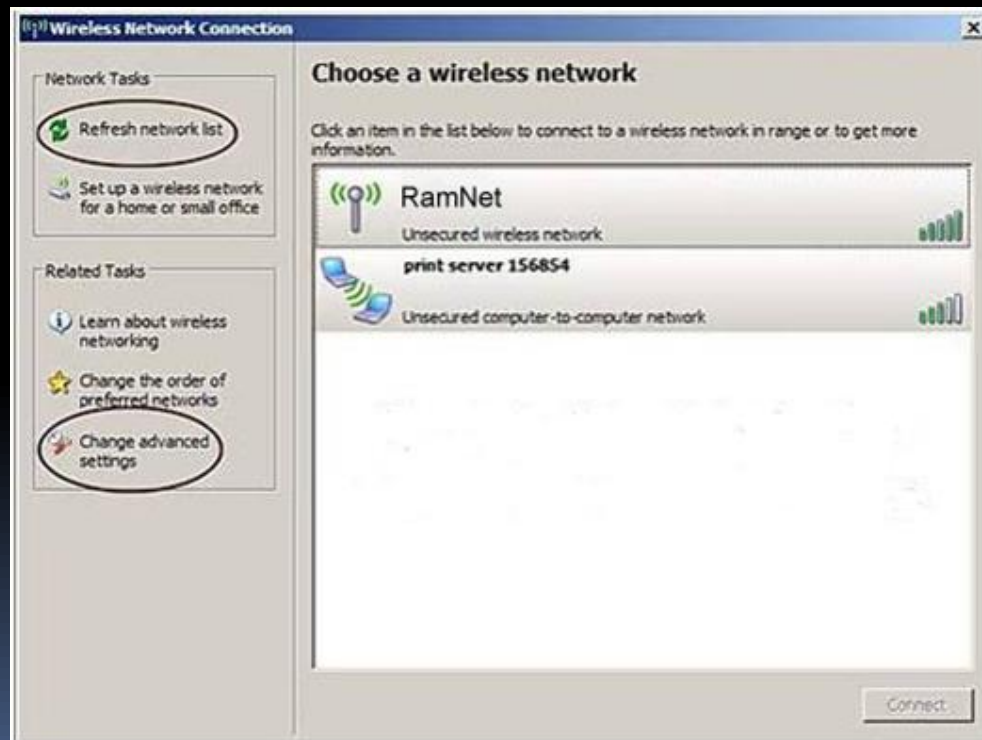 Wireless Network Connection
Network Tasks
Refresh network list
Set up a wireless network
for a home or small office
Related Tasks
Learn about wireless
networking
Change the order of
preferred networks
Change advanced
settings
Choose a wireless network
Click an item in the list below to connect to a wireless network in range or to get more
information.
RamNet
Unsecured wireless network
print server 156854
Unsecured computer-to-computer network
Connect